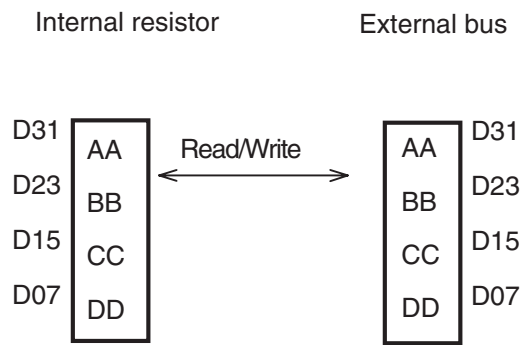 Internal resistor External bus
D31 AA Read/Write AA D31
D23 BB BB D23
D15 CC CC D15
D07 DD DD D07